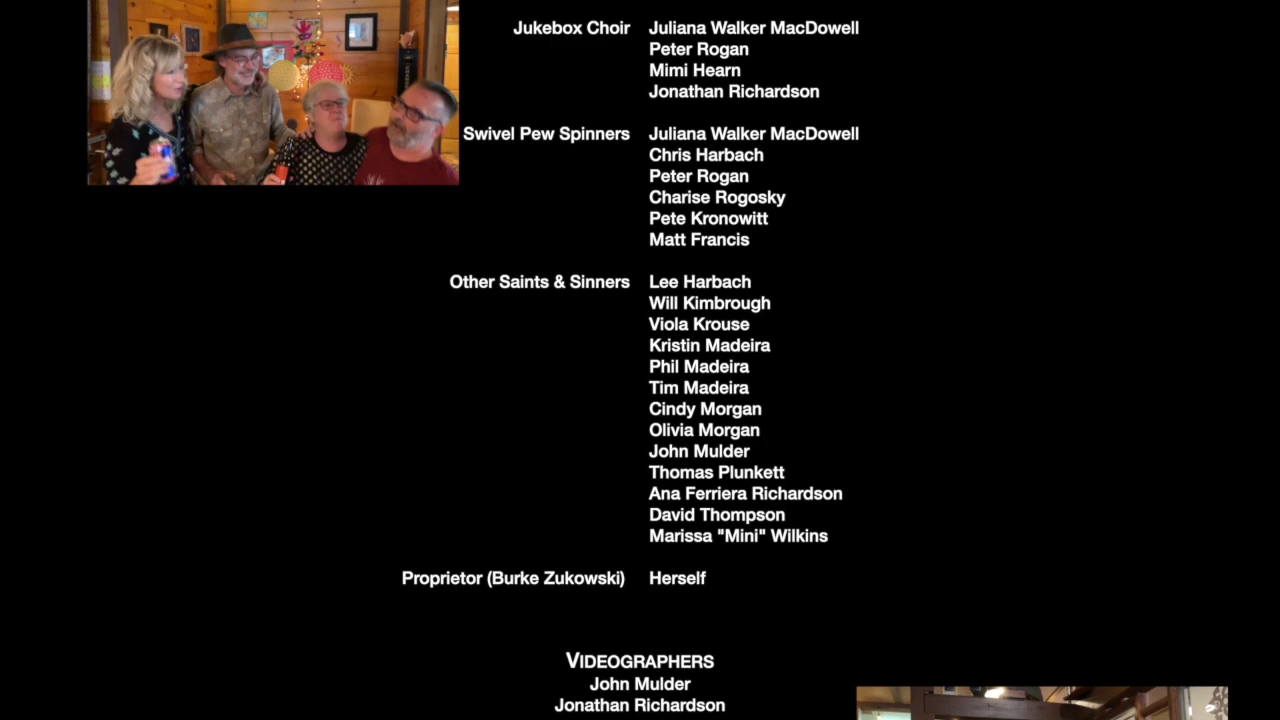 Jukebox Choir Juliana Walker MacDowell
Peter Rogan
Mimi Hearn
Jonathan Richardson
Swivel Pew Spinners Juliana Walker MacDowell
Chris Harbach
Peter Rogan
Charise Rogosky
Pete Kronowitt
Matt Francis
Other Saints & Sinners Lee Harbach
Will Kimbrough
Viola Krouse
Kristin Madeira
Phil Madeira
Tim Madeira
Cindy Morgan
Olivia Morgan
John Mulder
Thomas Plunkett
Ana Ferriera Richardson
David Thompson
Marissa "Mini" Wilkins
Proprietor (Burke Zukowski) Herself
VIDEOGRAPHERS
John Mulder
Jonathan Richardson